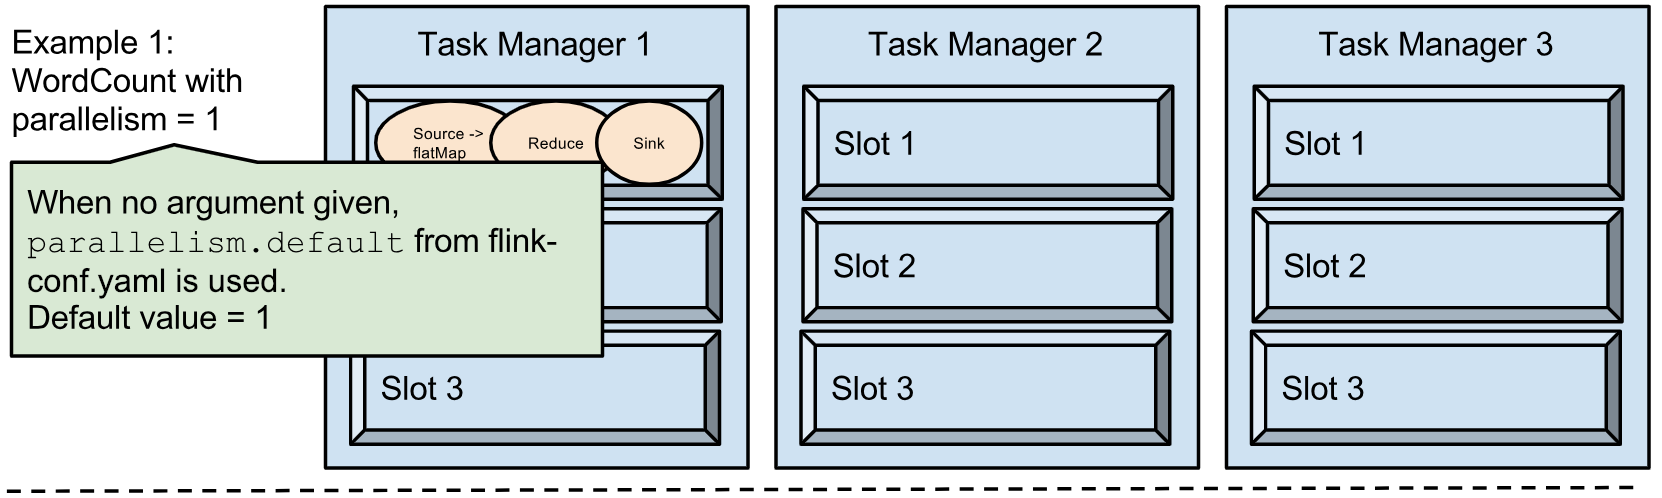 Example 1:
WordCount with
parallelism = 1
When no argument given,
parallelism.default from flink-
conf.yaml is used.
Default value = 1
Task Manager 1
Source ->
flatMap
Reduce
Sink
Slot 3
Task Manager 2
Slot 1
Slot 2
Slot 3
Task Manager 3
Slot 1
Slot 2
Slot 3